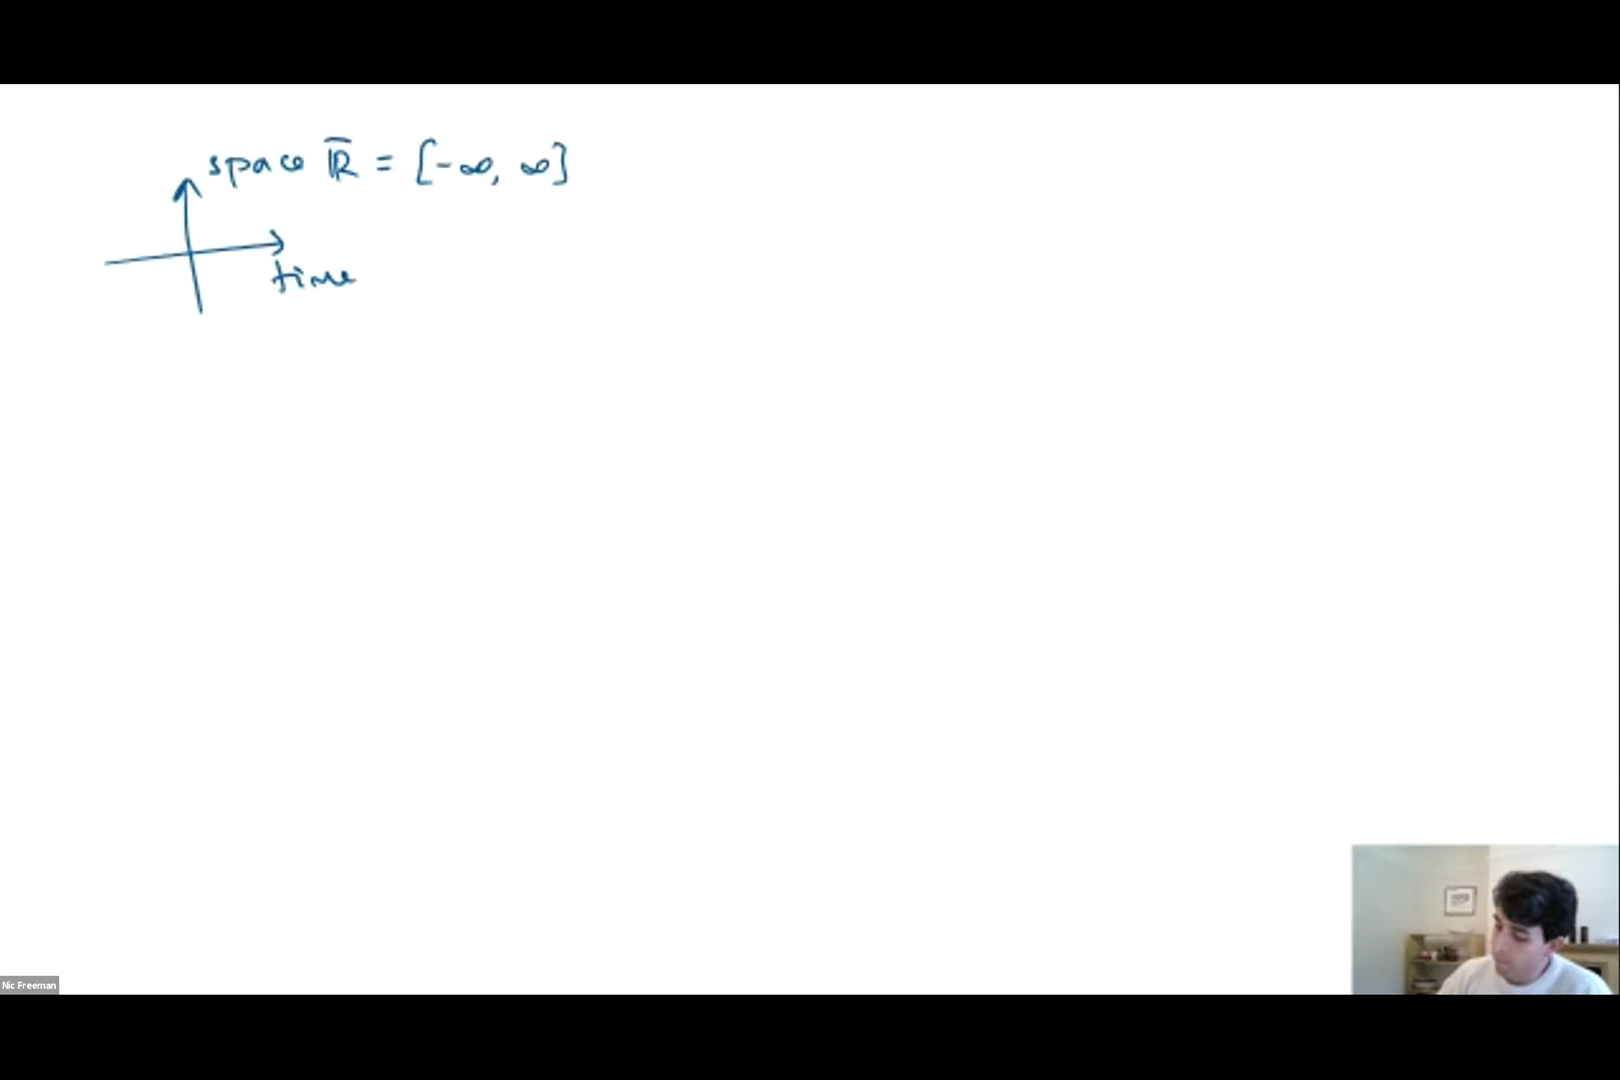 space ℝ̅ = [-∞, ∞]
time
Nic Freeman